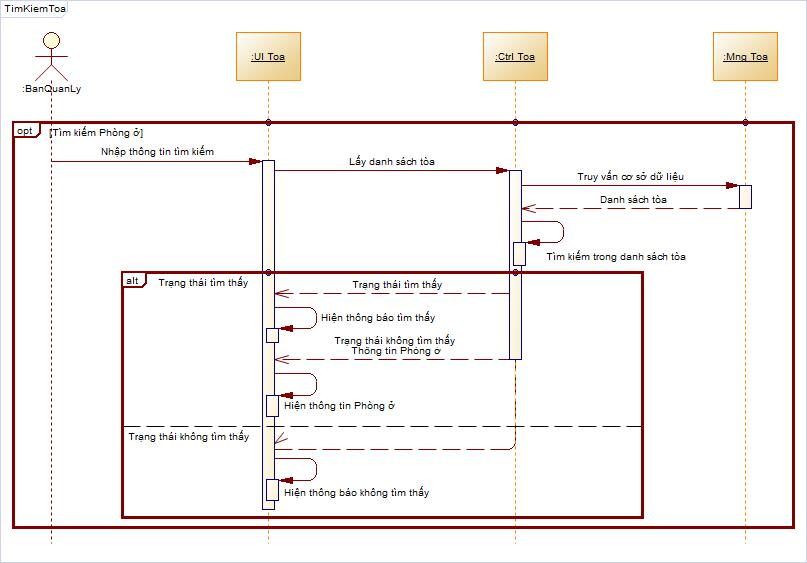 TimKiemToa
:BanQuanLy
:UI Toa
:Ctrl Toa
:Mng Toa
opt
[Tìm kiếm Phòng ở]
Nhập thông tin tìm kiếm
Lấy danh sách tòa
Truy vấn cơ sở dữ liệu
Danh sách tòa
Tìm kiếm trong danh sách tòa
alt
Trạng thái tìm thấy
Trạng thái tìm thấy
Hiện thông báo tìm thấy
Trạng thái không tìm thấy
Thông tin Phòng ở
Hiện thông tin Phòng ở
Trạng thái không tìm thấy
Hiện thông báo không tìm thấy